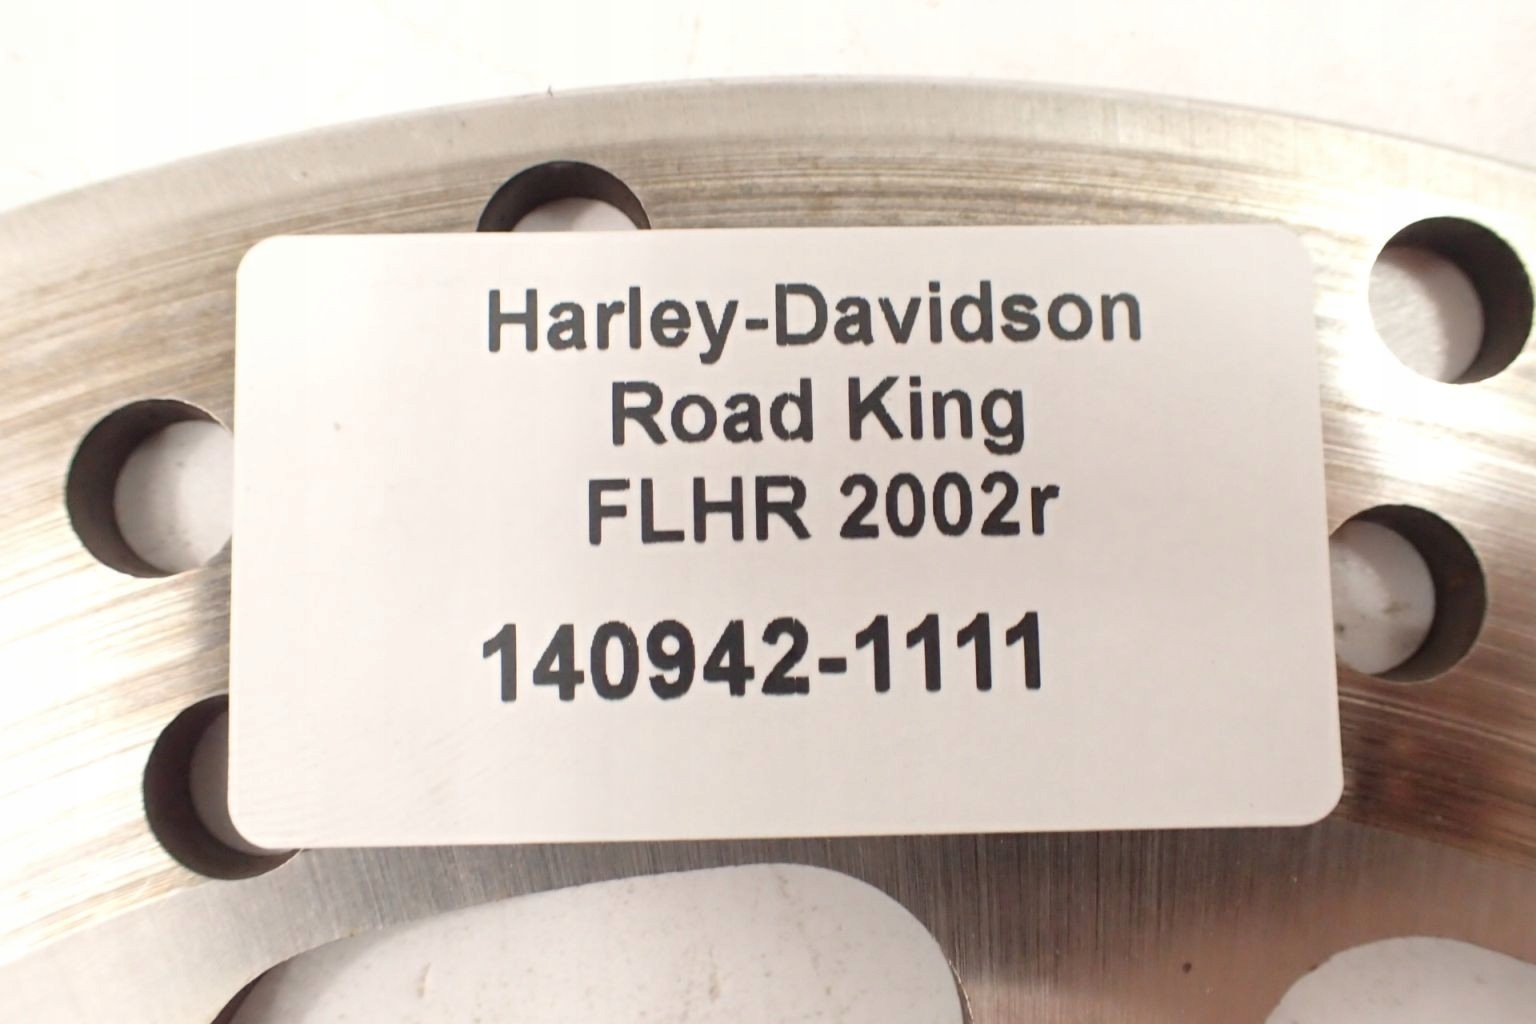 Harley-Davidson
Road King
FLHR 2002r
140942-1111